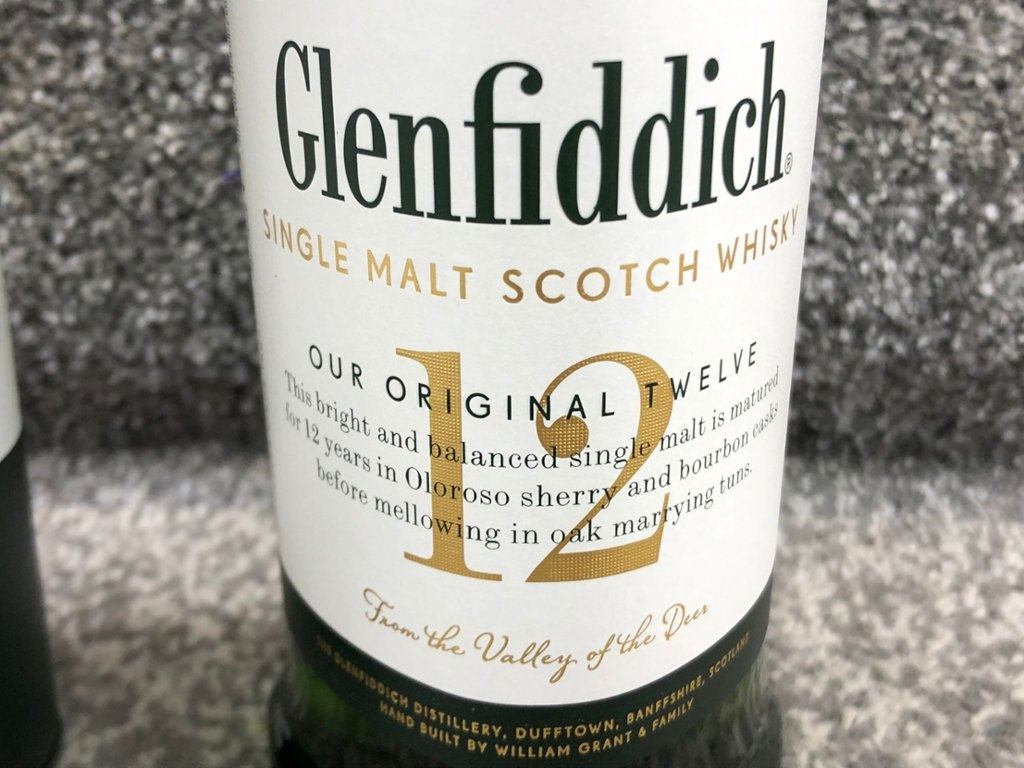 Glenfiddich®
SINGLE MALT SCOTCH WHISKY
OUR ORIGINAL TWELVE
12
This bright and balanced single malt is matured
for 12 years in Oloroso sherry and bourbon casks
before mellowing in oak marrying tuns.
From the Valley of the Deer
THE GLENFIDDICH DISTILLERY, DUFFTOWN, BANFFSHIRE, SCOTLAND
HAND BUILT BY WILLIAM GRANT & FAMILY